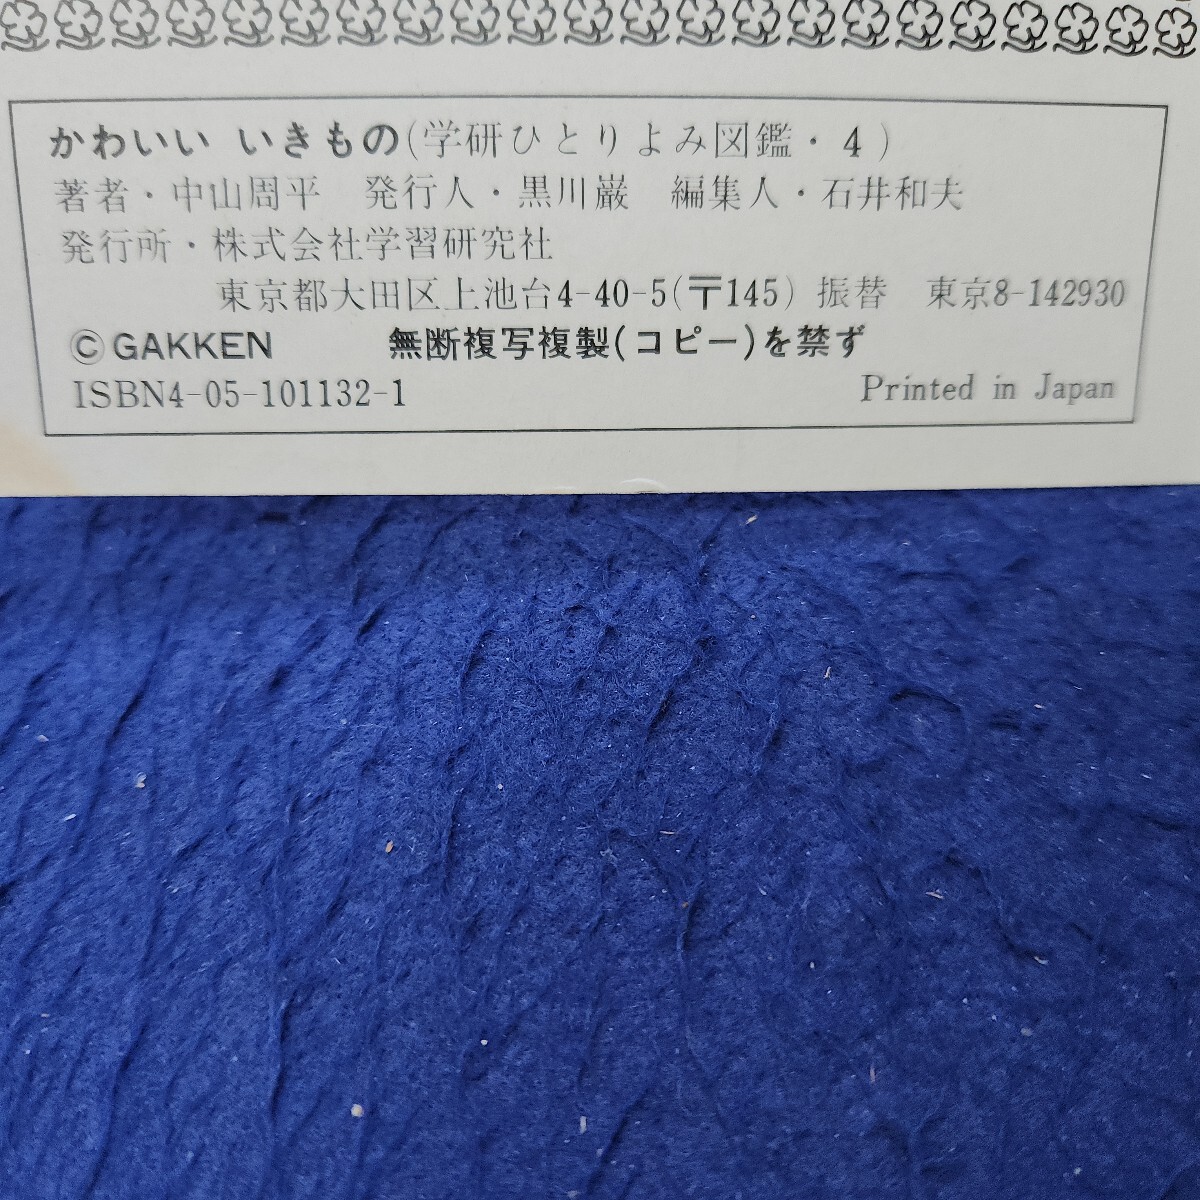 かわいい いきもの(学研ひとりよみ図鑑・4)
著者・中山周平 発行人・黒川巌 編集人・石井和夫
発行所・株式会社学習研究社
東京都大田区上池台4-40-5(〒145) 振替 東京8-142930
©GAKKEN 無断複写複製(コピー)を禁ず
ISBN4-05-101132-1 Printed in Japan